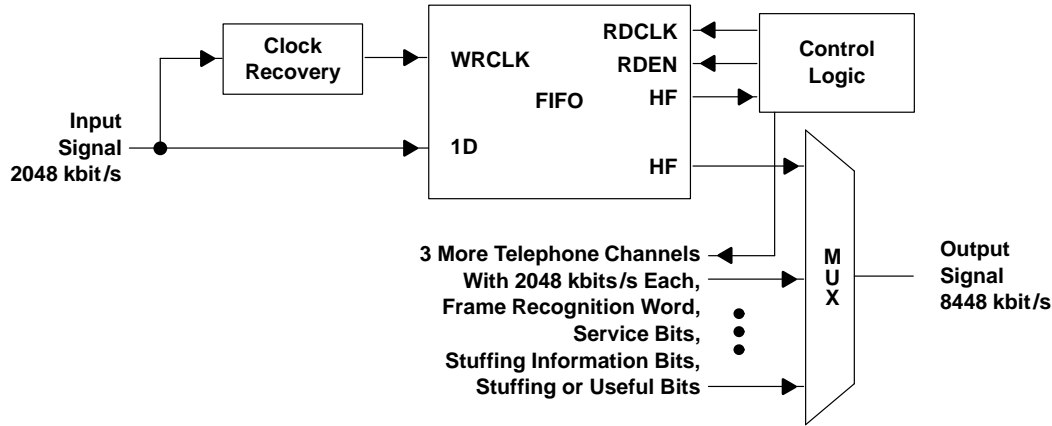 Clock
Recovery
WRCLK
FIFO
1D
RDCLK
RDEN
HF
HF
Control
Logic
Input
Signal
2048 kbit/s
3 More Telephone Channels
With 2048 kbits/s Each,
Frame Recognition Word,
Service Bits,
Stuffing Information Bits,
Stuffing or Useful Bits
M
U
X
Output
Signal
8448 kbit/s